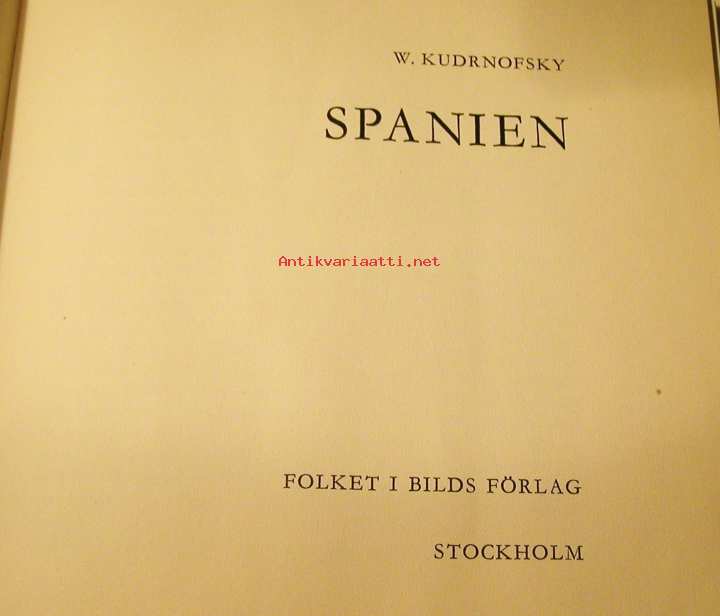 W. KUDRNOFSKY
SPANIEN
Antikvariaatti.net
FOLKET I BILDS FÖRLAG
STOCKHOLM